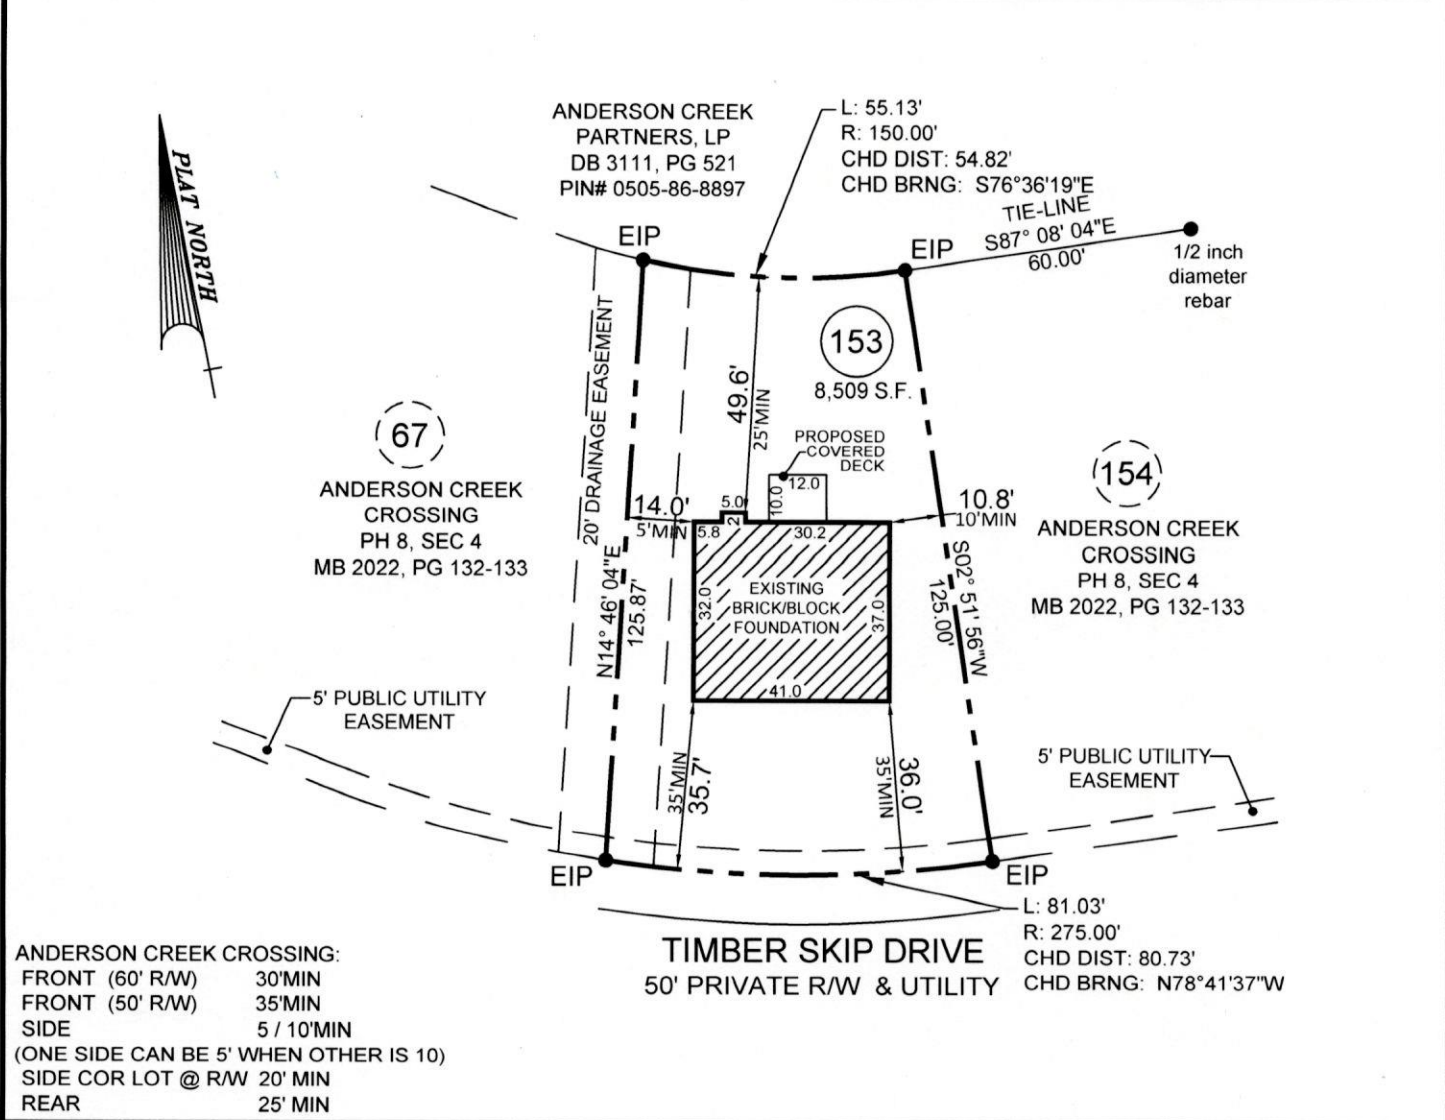 ANDERSON CREEK
PARTNERS, LP
DB 3111, PG 521
PIN# 0505-86-8897
L: 55.13'
R: 150.00'
CHD DIST: 54.82'
CHD BRNG: S76°36'19"E
TIE-LINE
S87° 08' 04"E
60.00'
1/2 inch
diameter
rebar
PLAT NORTH
EIP
EIP
153
8,509 S.F.
20' DRAINAGE EASEMENT
49.6'
25'MIN
67
ANDERSON CREEK
CROSSING
PH 8, SEC 4
MB 2022, PG 132-133
PROPOSED
COVERED
DECK
12.0
10.0
154
ANDERSON CREEK
CROSSING
PH 8, SEC 4
MB 2022, PG 132-133
14.0'
5'MIN
5.0
2
5.8
30.2
10.8'
10'MIN
N14° 46' 04"E
125.87'
32.0
EXISTING
BRICK/BLOCK
FOUNDATION
37.0
41.0
S02° 51' 56"W
125.00'
5' PUBLIC UTILITY
EASEMENT
35'MIN
35.7'
35'MIN
36.0'
5' PUBLIC UTILITY
EASEMENT
EIP
EIP
L: 81.03'
R: 275.00'
CHD DIST: 80.73'
CHD BRNG: N78°41'37"W
TIMBER SKIP DRIVE
50' PRIVATE R/W & UTILITY
ANDERSON CREEK CROSSING:
FRONT (60' R/W) 30'MIN
FRONT (50' R/W) 35'MIN
SIDE 5 / 10'MIN
(ONE SIDE CAN BE 5' WHEN OTHER IS 10)
SIDE COR LOT @ R/W 20' MIN
REAR 25' MIN